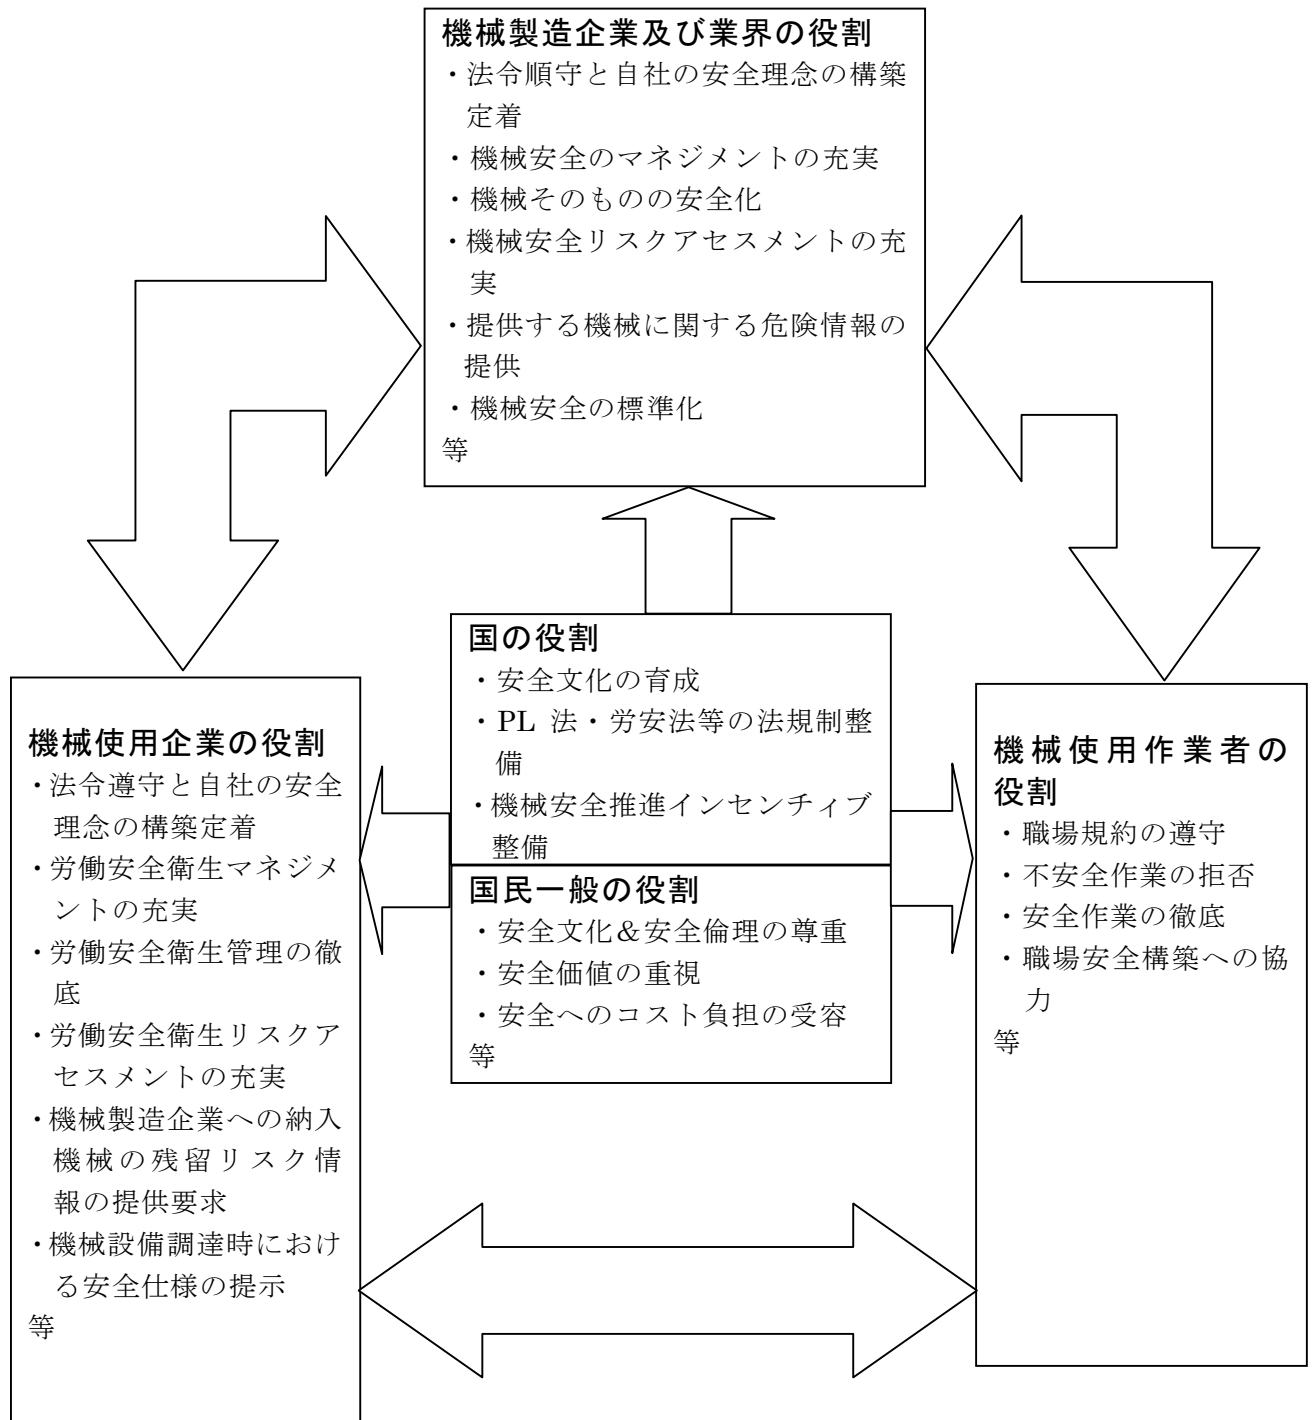 機械製造企業及び業界の役割
・法令順守と自社の安全理念の構築
定着
・機械安全のマネジメントの充実
・機械そのものの安全化
・機械安全リスクアセスメントの充
実
・提供する機械に関する危険情報の
提供
・機械安全の標準化
等
国の役割
・安全文化の育成
・PL 法・労安法等の法規制整
備
・機械安全推進インセンティブ
整備
国民一般の役割
・安全文化&安全倫理の尊重
・安全価値の重視
・安全へのコスト負担の受容
等
機械使用企業の役割
・法令遵守と自社の安全
理念の構築定着
・労働安全衛生マネジメ
ントの充実
・労働安全衛生管理の徹
底
・労働安全衛生リスクア
セスメントの充実
・機械製造企業への納入
機械の残留リスク情
報の提供要求
・機械設備調達時におけ
る安全仕様の提示
等
機械使用作業者の
役割
・職場規約の遵守
・不安全作業の拒否
・安全作業の徹底
・職場安全構築への協
力
等